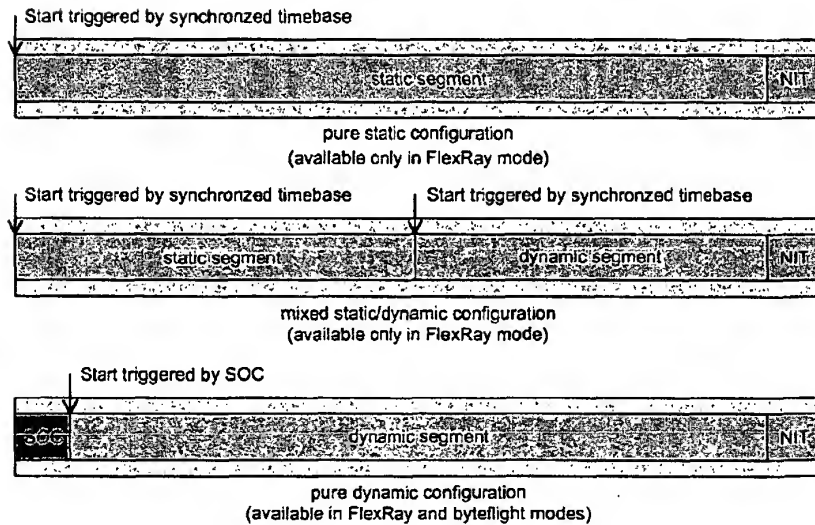 Start triggered by synchronzed timebase
static segment
NIT
pure static configuration
(available only in FlexRay mode)
Start triggered by synchronzed timebase
Start triggered by synchronzed timebase
static segment
dynamic segment
NIT
mixed static/dynamic configuration
(available only in FlexRay mode)
Start triggered by SOC
SOC
dynamic segment
NIT
pure dynamic configuration
(available in FlexRay and byteflight modes)